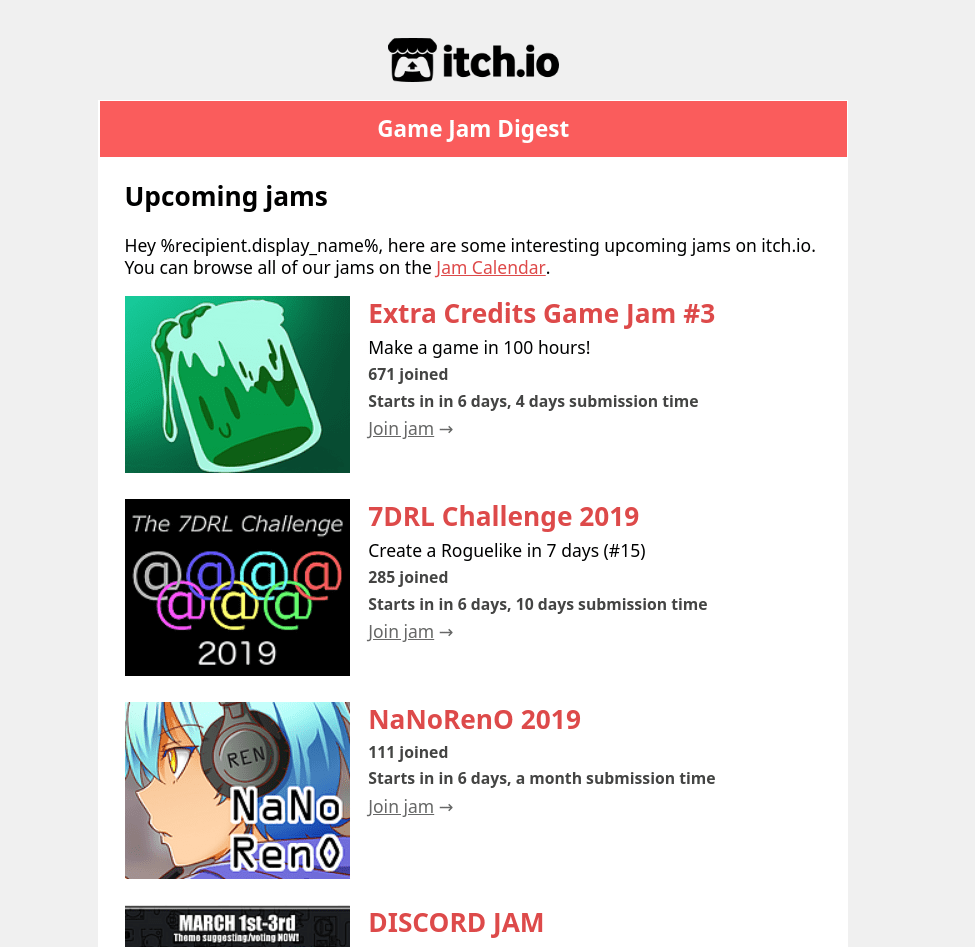 itch.io
Game Jam Digest
Upcoming jams
Hey %recipient.display_name%, here are some interesting upcoming jams on itch.io.
You can browse all of our jams on the Jam Calendar.
Extra Credits Game Jam #3
Make a game in 100 hours!
671 joined
Starts in in 6 days, 4 days submission time
Join jam →
The 7DRL Challenge
@@@@
@@@
2019
7DRL Challenge 2019
Create a Roguelike in 7 days (#15)
285 joined
Starts in in 6 days, 10 days submission time
Join jam →
REN
NaNo
RenO
NaNoRenO 2019
111 joined
Starts in in 6 days, a month submission time
Join jam →
MARCH 1st-3rd
Theme suggesting/voting NOW!
DISCORD JAM